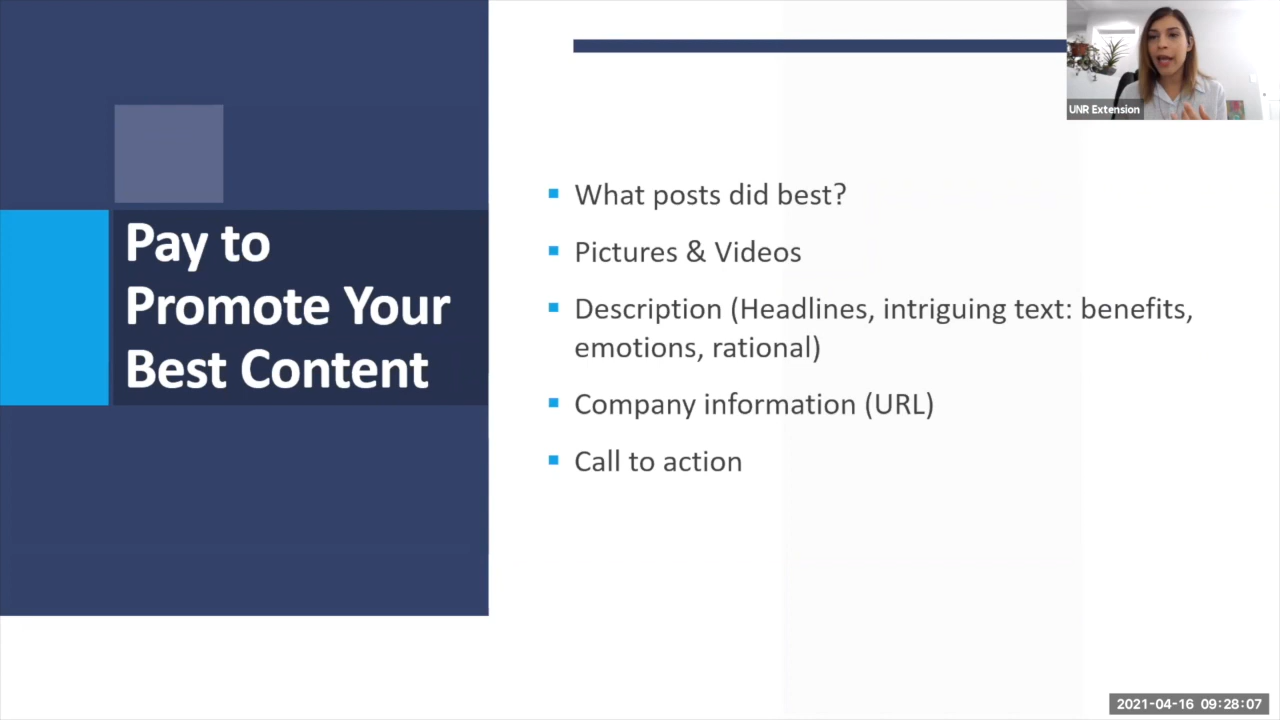 UNR Extension
Pay to
Promote Your
Best Content
▪ What posts did best?
▪ Pictures & Videos
▪ Description (Headlines, intriguing text: benefits,
emotions, rational)
▪ Company information (URL)
▪ Call to action
2021-04-16 09:28:07